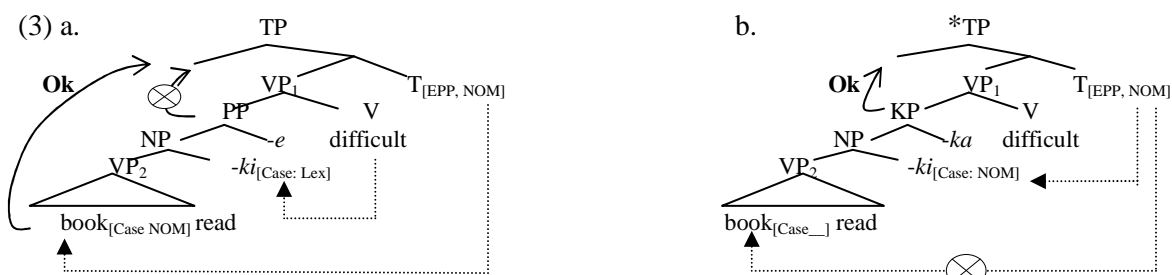 (3) a. TP b. *TP
Ok VP₁ T[EPP, NOM] Ok VP₁ T[EPP, NOM]
PP V KP V
NP -e difficult NP -ka difficult
VP₂ -ki[Case: Lex] VP₂ -ki[Case: NOM]
book[Case NOM] read book[Case__] read